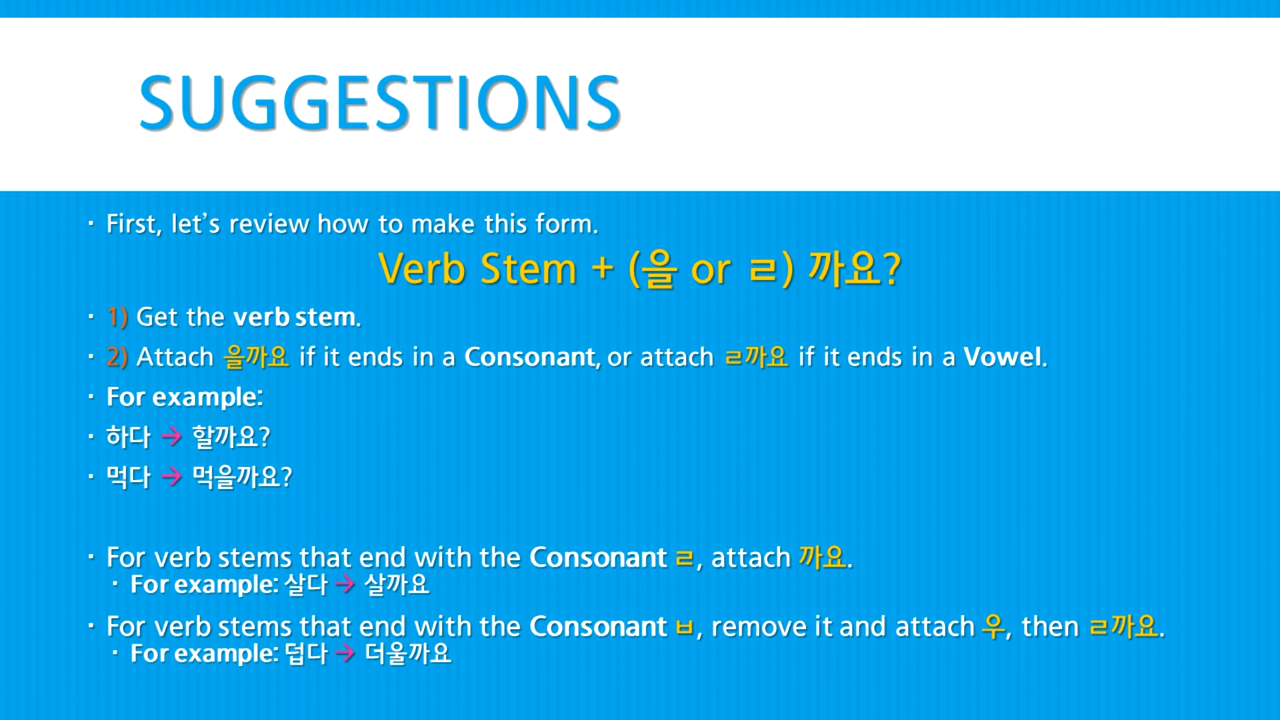 SUGGESTIONS
· First, let's review how to make this form.
Verb Stem + (을 or ㄹ) 까요?
· 1) Get the verb stem.
· 2) Attach 을까요 if it ends in a Consonant, or attach ㄹ까요 if it ends in a Vowel.
· For example:
· 하다 → 할까요?
· 먹다 → 먹을까요?
· For verb stems that end with the Consonant ㄹ, attach 까요.
· For example: 살다 → 살까요
· For verb stems that end with the Consonant ㅂ, remove it and attach 우, then ㄹ까요.
· For example: 덥다 → 더울까요